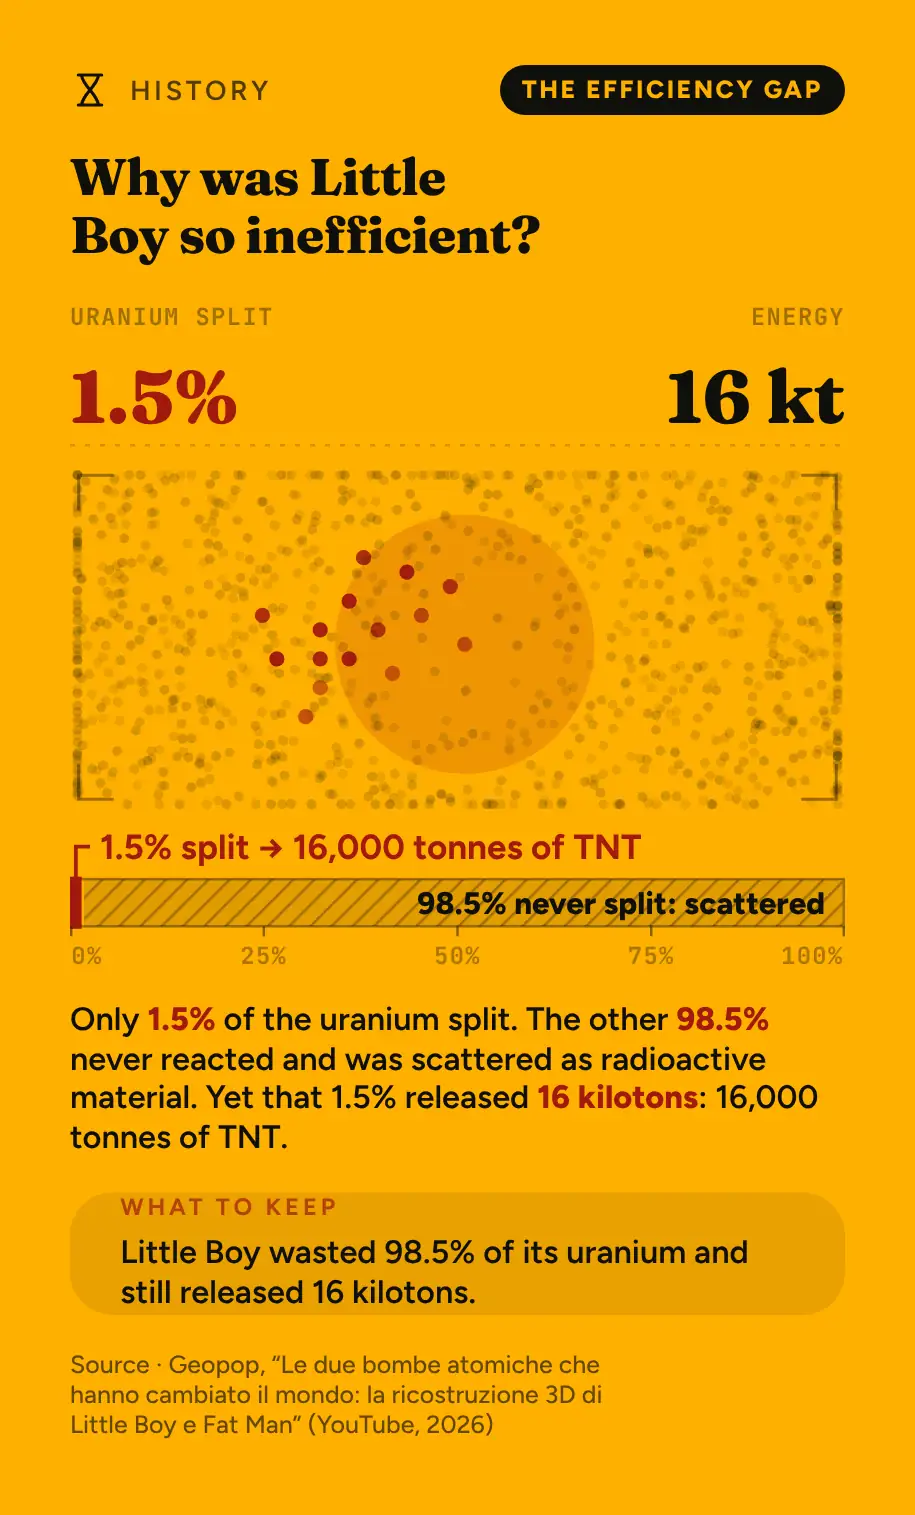 HISTORY
THE EFFICIENCY GAP
Why was Little
Boy so inefficient?
URANIUM SPLIT
ENERGY
1.5%
16 kt
1.5% split → 16,000 tonnes of TNT
98.5% never split: scattered
0% 25% 50% 75% 100%
Only 1.5% of the uranium split. The other 98.5%
never reacted and was scattered as radioactive
material. Yet that 1.5% released 16 kilotons: 16,000
tonnes of TNT.
WHAT TO KEEP
Little Boy wasted 98.5% of its uranium and
still released 16 kilotons.
Source · Geopop, “Le due bombe atomiche che
hanno cambiato il mondo: la ricostruzione 3D di
Little Boy e Fat Man” (YouTube, 2026)